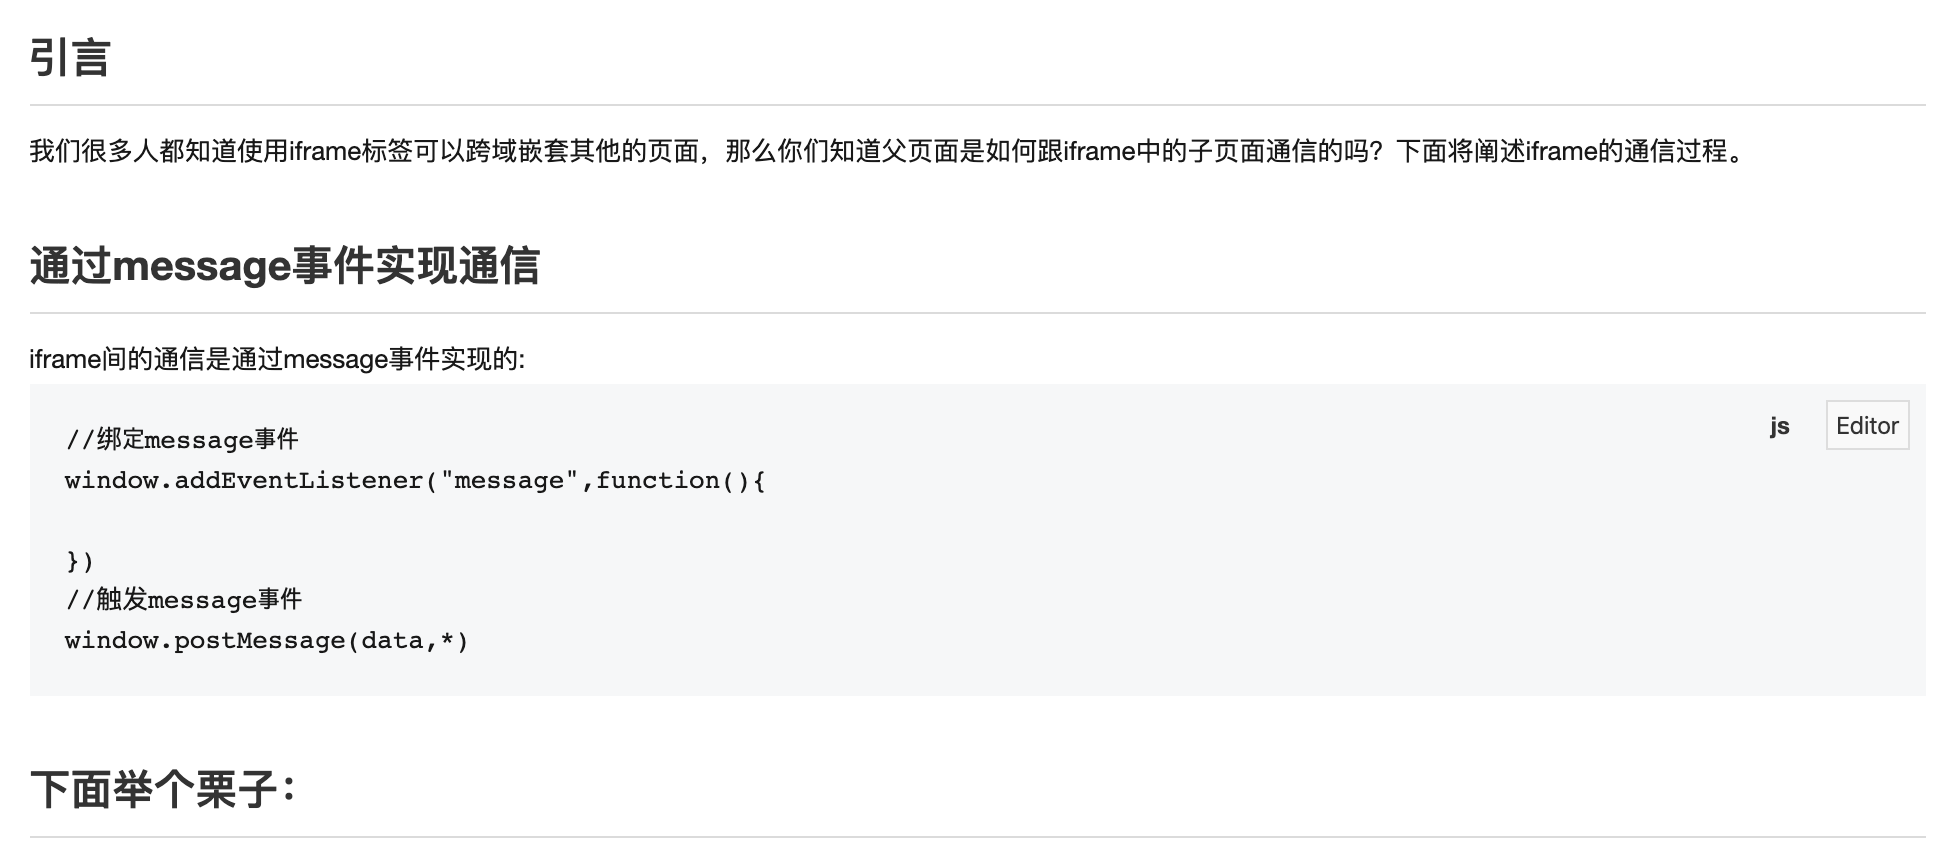 引言
我们很多人都知道使用iframe标签可以跨域嵌套其他的页面，那么你们知道父页面是如何跟iframe中的子页面通信的吗？下面将阐述iframe的通信过程。
通过message事件实现通信
iframe间的通信是通过message事件实现的:
js
Editor
//绑定message事件
window.addEventListener("message",function(){
})
//触发message事件
window.postMessage(data,*)
下面举个栗子：